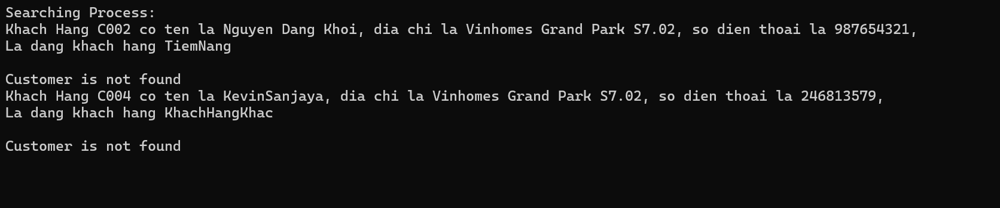 Searching Process:
Khach Hang C002 co ten la Nguyen Dang Khoi, dia chi la Vinhomes Grand Park S7.02, so dien thoai la 987654321,
La dang khach hang TiemNang
Customer is not found
Khach Hang C004 co ten la KevinSanjaya, dia chi la Vinhomes Grand Park S7.02, so dien thoai la 246813579,
La dang khach hang KhachHangKhac
Customer is not found